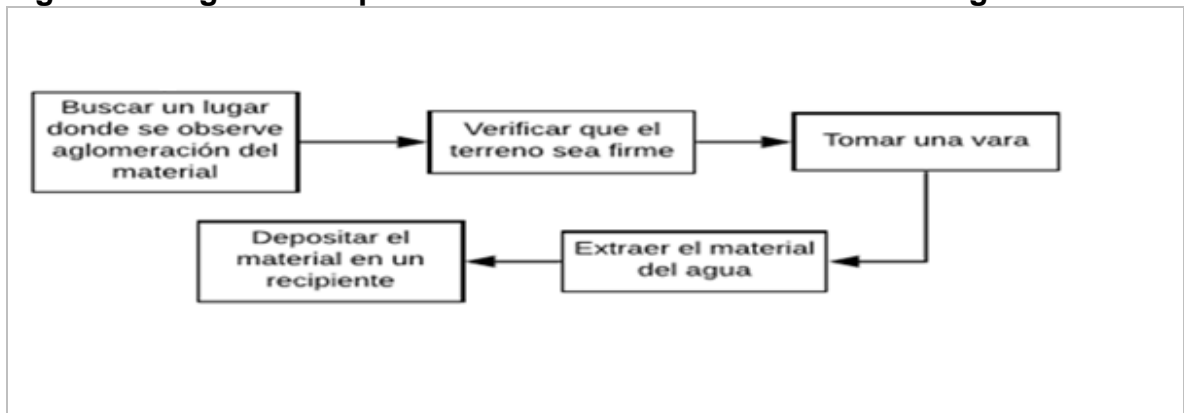 Buscar un lugar
donde se observe
aglomeración del
material
Verificar que el
terreno sea firme
Tomar una vara
Extraer el material
del agua
Depositar el
material en un
recipiente